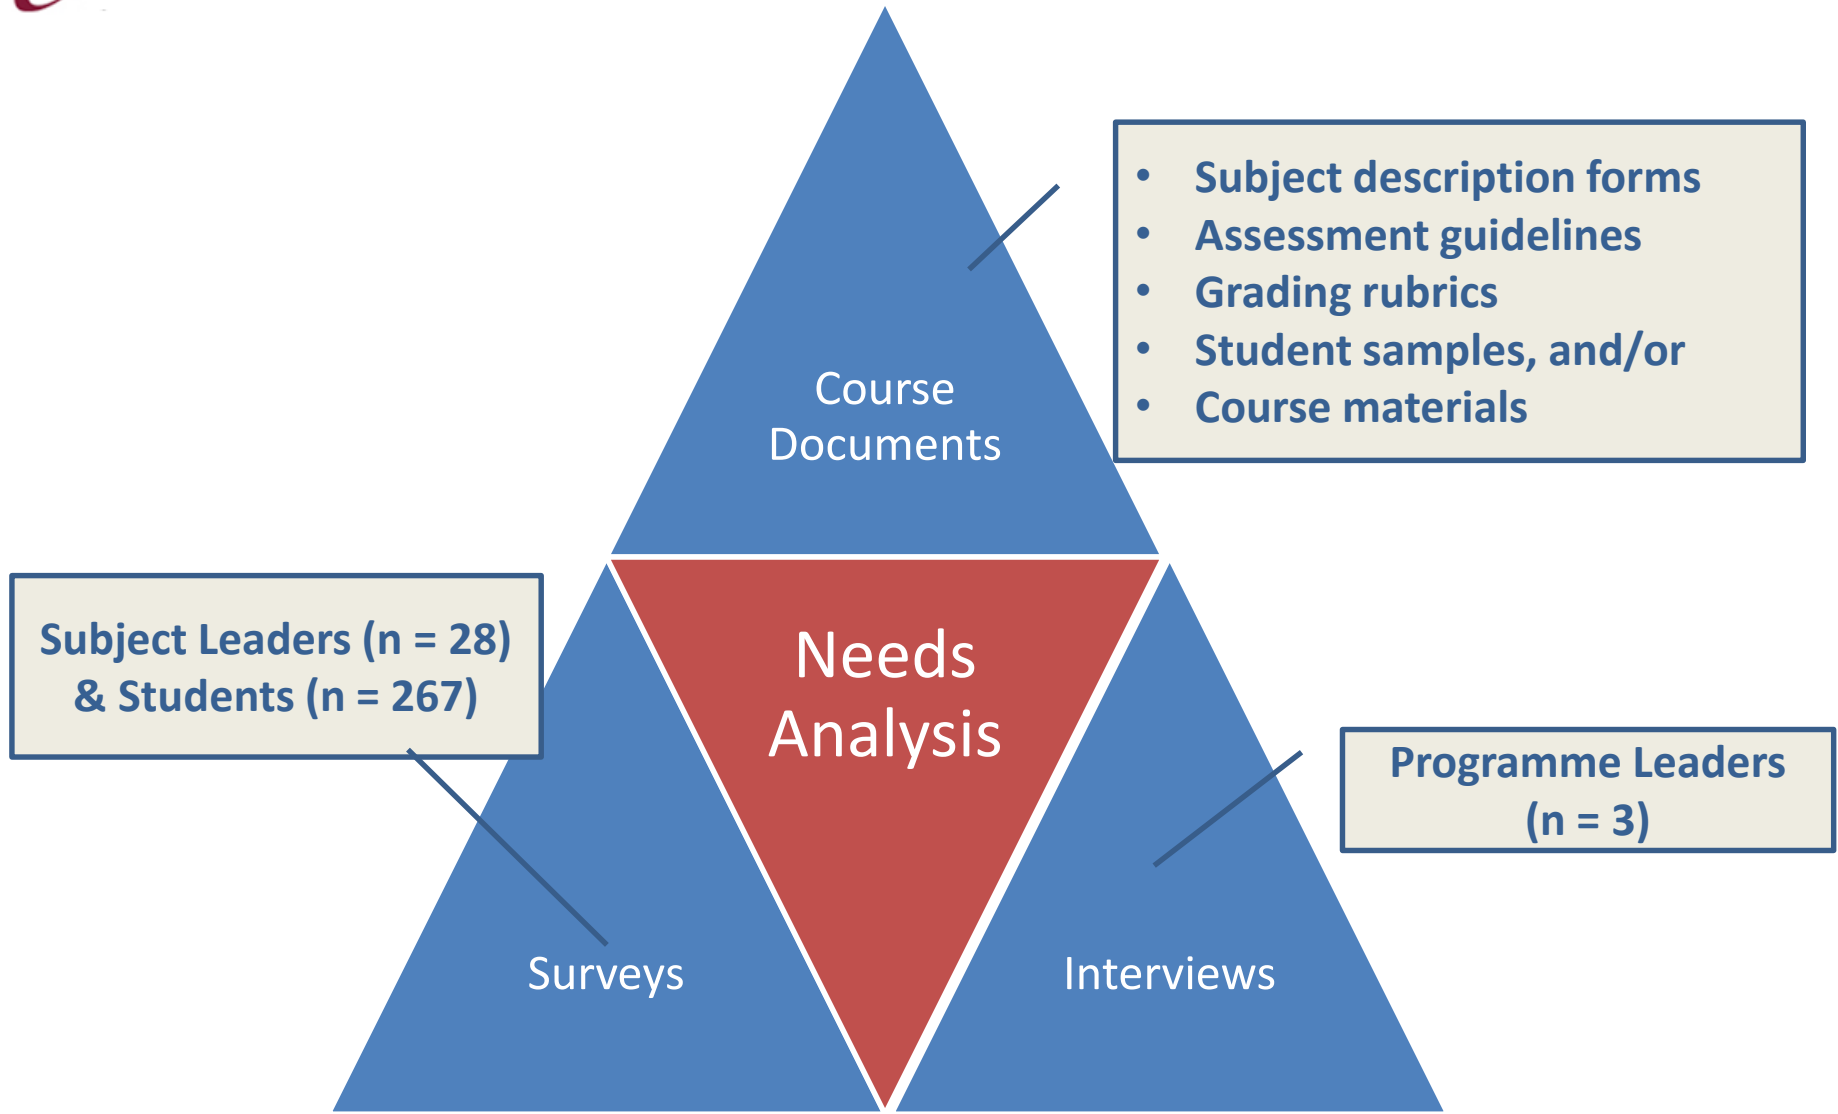 • Subject description forms
• Assessment guidelines
• Grading rubrics
• Student samples, and/or
• Course materials
Course
Documents
Subject Leaders (n = 28)
& Students (n = 267)
Needs
Analysis
Programme Leaders
(n = 3)
Surveys
Interviews